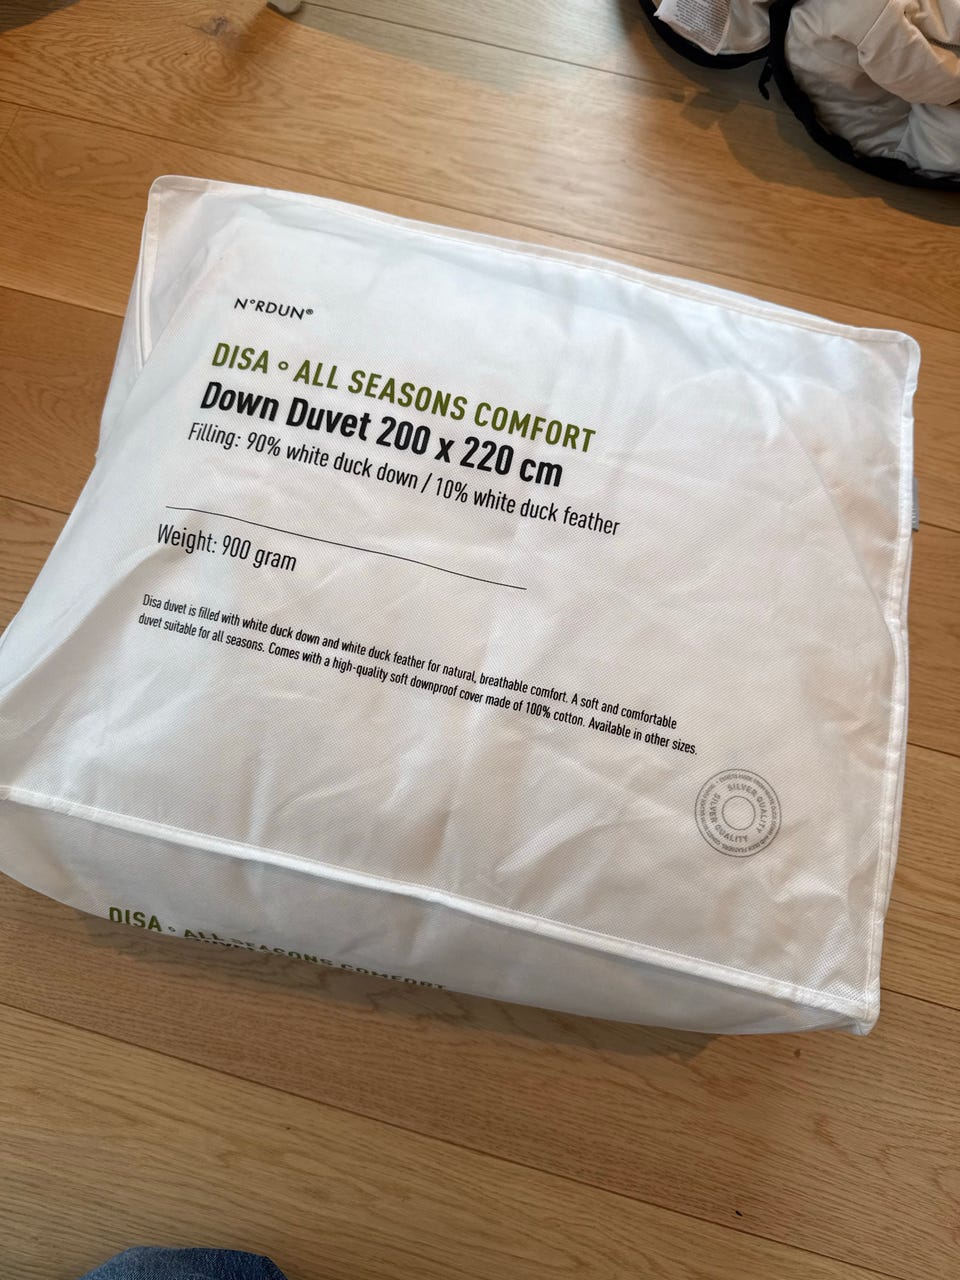 N°RDUN®
DISA ° ALL SEASONS COMFORT
Down Duvet 200 x 220 cm
Filling: 90% white duck down / 10% white duck feather
Weight: 900 gram
Disa duvet is filled with white duck down and white duck feather for natural, breathable comfort. A soft and comfortable
duvet suitable for all seasons. Comes with a high-quality soft downproof cover made of 100% cotton. Available in other sizes.
SILVER QUALITY
SILVER QUALITY
DISA ° ALL SEASONS COMFORT